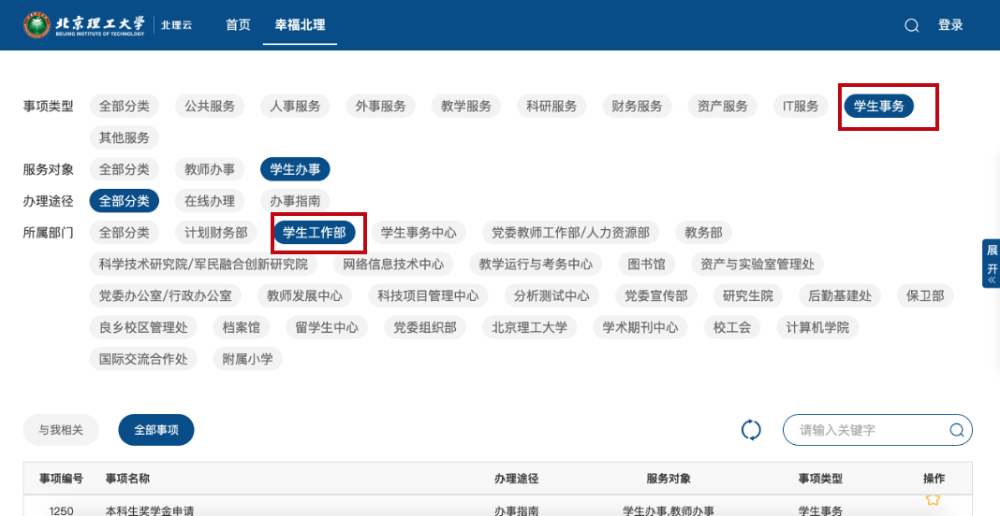 北京理工大学 北理云 首页 幸福北理 登录
BEIJING INSTITUTE OF TECHNOLOGY
事项类型 全部分类 公共服务 人事服务 外事服务 教学服务 科研服务 财务服务 资产服务 IT服务 学生事务
其他服务
服务对象 全部分类 教师办事 学生办事
办理途径 全部分类 在线办理 办事指南
所属部门 全部分类 计划财务部 学生工作部 学生事务中心 党委教师工作部/人力资源部 教务部
科学技术研究院/军民融合创新研究院 网络信息技术中心 教学运行与考务中心 图书馆 资产与实验室管理处
党委办公室/行政办公室 教师发展中心 科技项目管理中心 分析测试中心 党委宣传部 研究生院 后勤基建处 保卫部
良乡校区管理处 档案馆 留学生中心 党委组织部 北京理工大学 学术期刊中心 校工会 计算机学院
国际交流合作处 附属小学
展
开
与我相关 全部事项 请输入关键字
事项编号 事项名称 办理途径 服务对象 事项类型 操作
1250 本科生奖学金申请 办事指南 学生办事,教师办事 学生事务